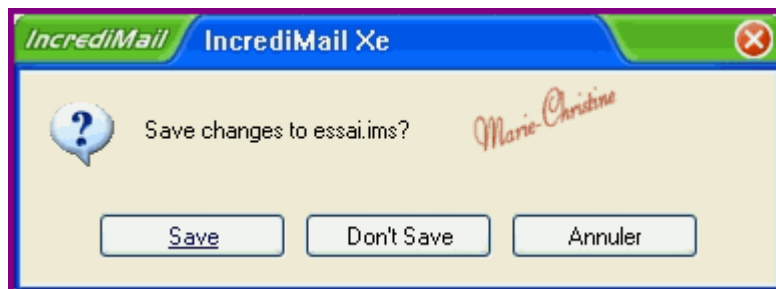 IncrediMail IncrediMail Xe
Save changes to essai.ims?
Marie-Christine
Save Don't Save Annuler